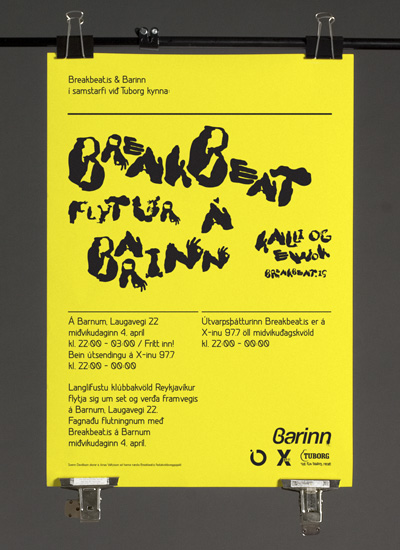 Breakbeat.is & Barinn
í samstarfi við Tuborg kynna:
BREAKBEAT
FLYTUR Á
BARINN
KALLI OG
EWOK
BREAKBEAT.IS
Á Barnum, Laugavegi 22
miðvikudaginn 4. apríl
kl. 22:00 - 03:00 / Frítt inn!
Bein útsendingu á X-inu 977
kl. 22:00 - 00:00
Útvarpsþátturinn Breakbeat.is er á
X-inu 977 öll miðvikudagskvöld
kl. 22:00 - 00:00
Langlífustu klúbbakvöld Reykjavíkur
flytja sig um set og verða framvegis
á Barnum, Laugavegi 22.
Fagnaðu flutningnum með
Breakbeat.is á Barnum
miðvikudaginn 4. apríl.
Barinn
X 977
TUBORG